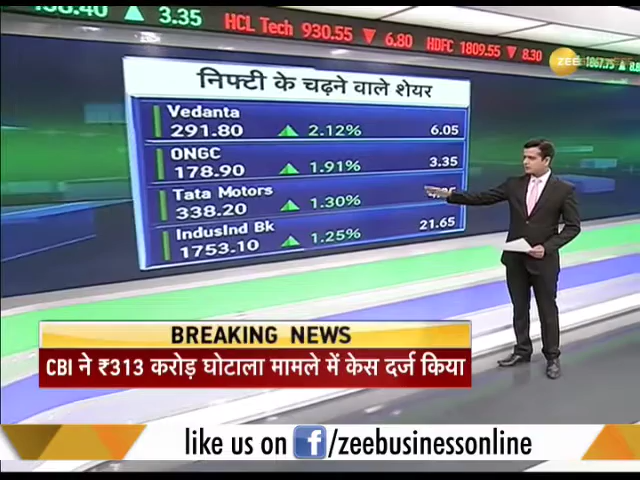 3.35
HCL Tech 930.55 ▼ 6.80
HDFC 1809.55 ▼ 8.30
ZEE
निफ्टी के चढ़ने वाले शेयर
Vedanta
291.80 ▲ 2.12% 6.05
ONGC
178.90 ▲ 1.91% 3.35
Tata Motors
338.20 ▲ 1.30%
IndusInd Bk
1753.10 ▲ 1.25% 21.65
BREAKING NEWS
CBI ने ₹313 करोड़ घोटाला मामले में केस दर्ज किया
like us on f/zeebusinessonline